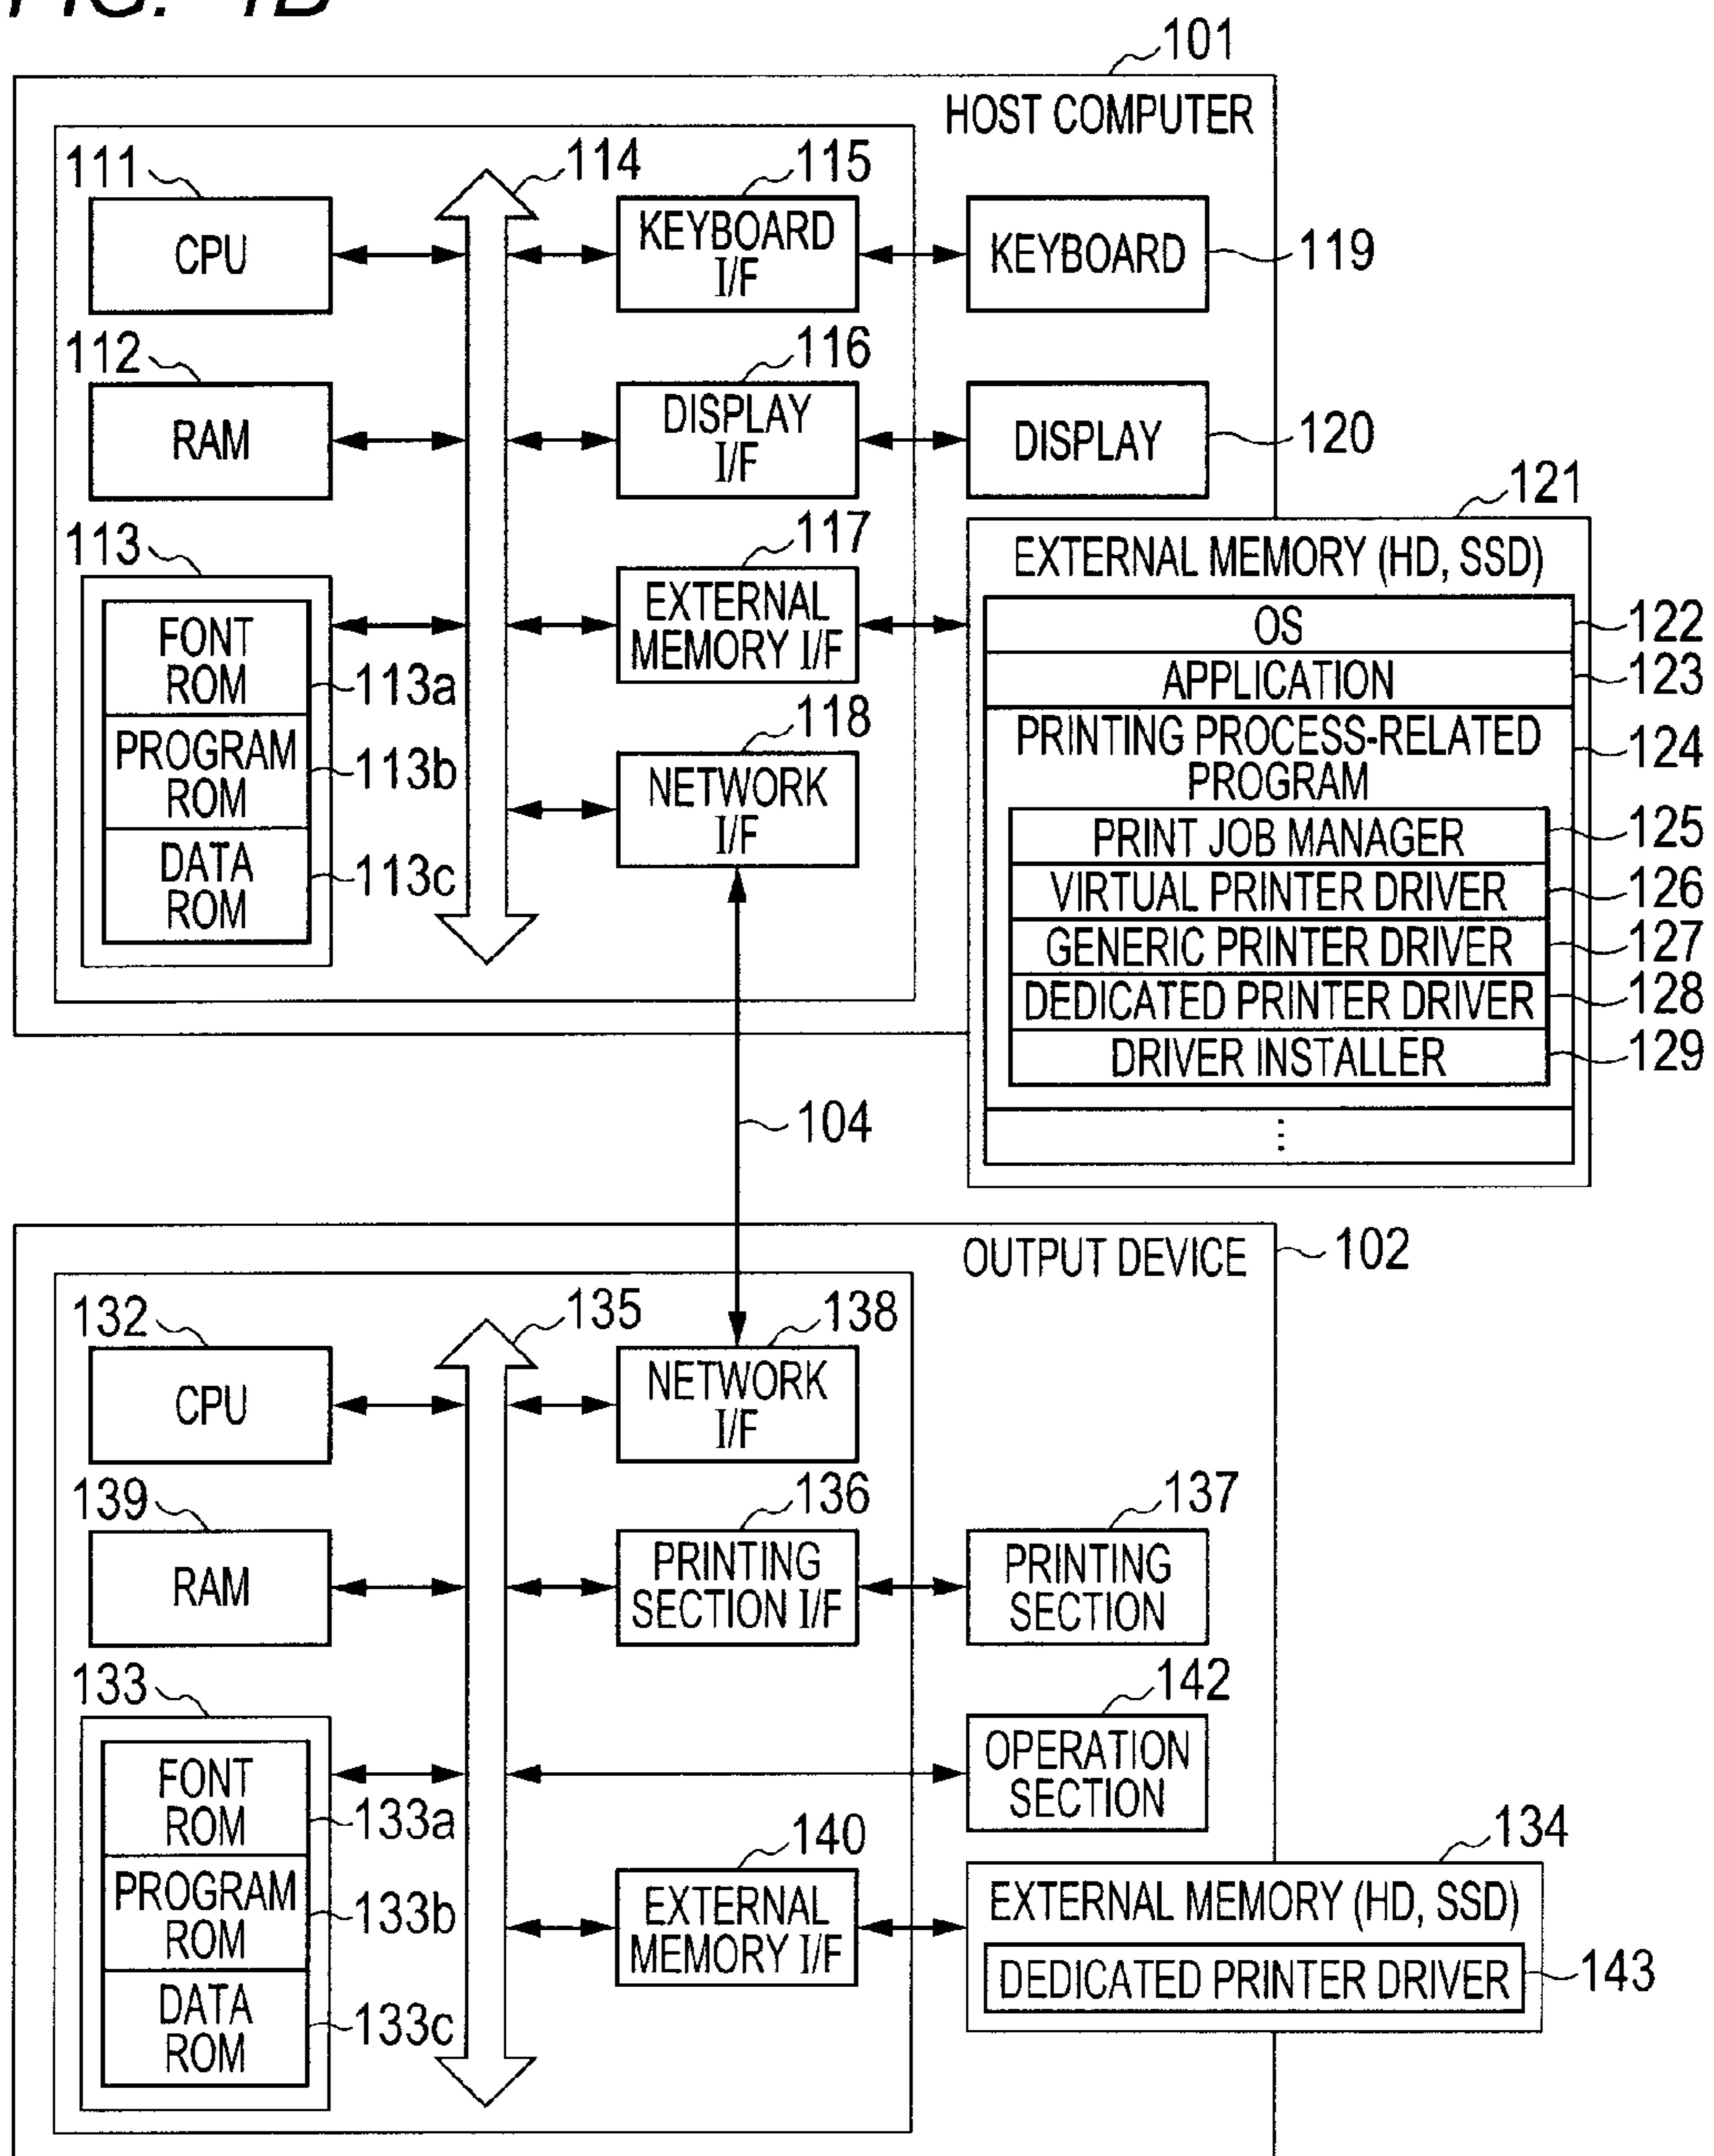 FIG. 1B
101
HOST COMPUTER
111
CPU
114
115
KEYBOARD
I/F
KEYBOARD
119
112
RAM
116
DISPLAY
I/F
DISPLAY
120
113
FONT
ROM
113a
PROGRAM
ROM
113b
DATA
ROM
113c
117
EXTERNAL
MEMORY I/F
118
NETWORK
I/F
121
EXTERNAL MEMORY (HD, SSD)
OS
122
APPLICATION
123
PRINTING PROCESS-RELATED
PROGRAM
124
PRINT JOB MANAGER
125
VIRTUAL PRINTER DRIVER
126
GENERIC PRINTER DRIVER
127
DEDICATED PRINTER DRIVER
128
DRIVER INSTALLER
129
⋮
104
OUTPUT DEVICE
102
132
CPU
135
138
NETWORK
I/F
139
RAM
136
PRINTING
SECTION I/F
137
PRINTING
SECTION
133
FONT
ROM
133a
PROGRAM
ROM
133b
DATA
ROM
133c
142
OPERATION
SECTION
140
EXTERNAL
MEMORY I/F
134
EXTERNAL MEMORY (HD, SSD)
DEDICATED PRINTER DRIVER
143